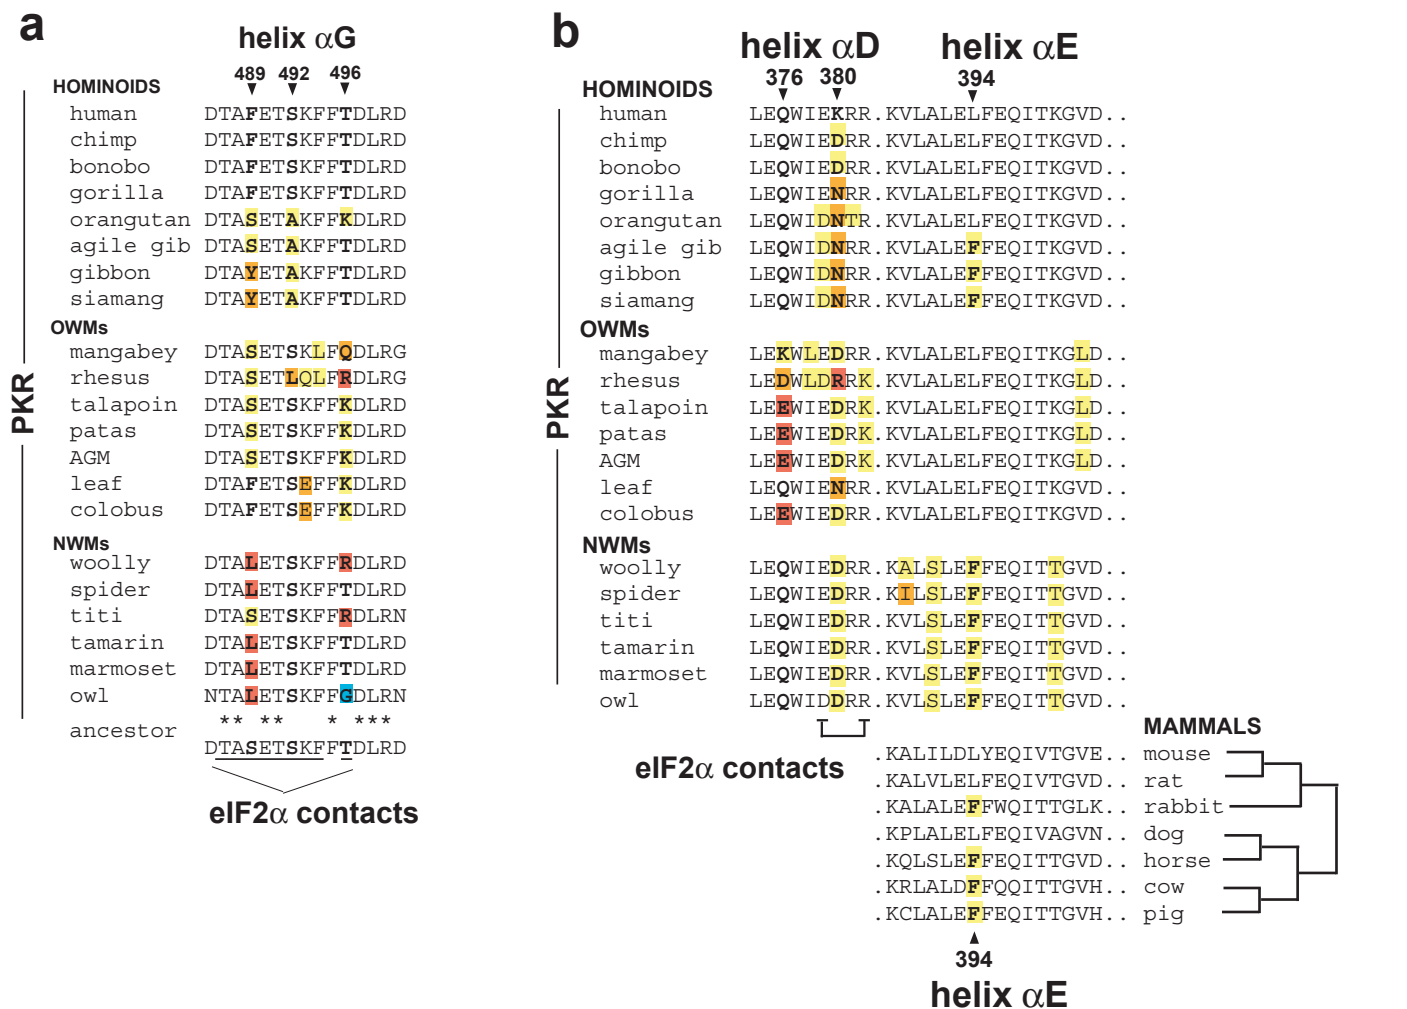 a
helix αG
489 492 496
HOMINOIDS
human DTAFETSKFFTDLRD
chimp DTAFETSKFFTDLRD
bonobo DTAFETSKFFTDLRD
gorilla DTAFETSKFFTDLRD
orangutan DTASETAKFFKDLRD
agile gib DTASETAKFFTDLRD
gibbon DTAYETAKFFTDLRD
siamang DTAYETAKFFTDLRD
OWMs
mangabey DTASETSKLFQDLRG
rhesus DTASETLQLFRDLRG
talapoin DTASETSKFFKDLRD
patas DTASETSKFFKDLRD
AGM DTASETSKFFKDLRD
leaf DTAFETSEFFKDLRD
colobus DTAFETSEFFKDLRD
NWMs
woolly DTALETSKFFRDLRD
spider DTALETSKFFTDLRD
titi DTASETSKFFRDLRN
tamarin DTALETSKFFTDLRD
marmoset DTALETSKFFTDLRD
owl NTALETSKFFGDLRN
** ** * ***
ancestor
DTASETSKFFTDLRD
eIF2α contacts
PKR
b
helix αD helix αE
376 380 394
HOMINOIDS
human LEQWIEKRR.KVLALELFEQITKGVD..
chimp LEQWIEDRR.KVLALELFEQITKGVD..
bonobo LEQWIEDRR.KVLALELFEQITKGVD..
gorilla LEQWIENRR.KVLALELFEQITKGVD..
orangutan LEQWIDNTR.KVLALELFEQITKGVD..
agile gib LEQWIDNRR.KVLALEFFEQITKGVD..
gibbon LEQWIDNRR.KVLALEFFEQITKGVD..
siamang LEQWIDNRR.KVLALEFFEQITKGVD..
OWMs
mangabey LEKWLEDRR.KVLALELFEQITKGLD..
rhesus LEDWLDRRK.KVLALELFEQITKGLD..
talapoin LEEWIEDRK.KVLALELFEQITKGLD..
patas LEEWIEDRK.KVLALELFEQITKGLD..
AGM LEEWIEDRK.KVLALELFEQITKGLD..
leaf LEQWIENRR.KVLALELFEQITKGVD..
colobus LEEWIEDRR.KVLALELFEQITKGVD..
NWMs
woolly LEQWIEDRR.KALSLEFFEQITTGVD..
spider LEQWIEDRR.KILSLEFFEQITTGVD..
titi LEQWIEDRR.KVLSLEFFEQITTGVD..
tamarin LEQWIEDRR.KVLSLEFFEQITTGVD..
marmoset LEQWIEDRR.KVLSLEFFEQITTGVD..
owl LEQWIDDRR.KVLSLEFFEQITTGVD..
PKR
eIF2α contacts
MAMMALS
.KALILDLYEQIVTGVE.. mouse
.KALVLELFEQIVTGVD.. rat
.KALALEFFWQITTGLK.. rabbit
.KPLALELFEQIVAGVN.. dog
.KQLSLEFFEQITTGVD.. horse
.KRLALDFFQQITTGVH.. cow
.KCLALEFFEQITTGVH.. pig
394
helix αE